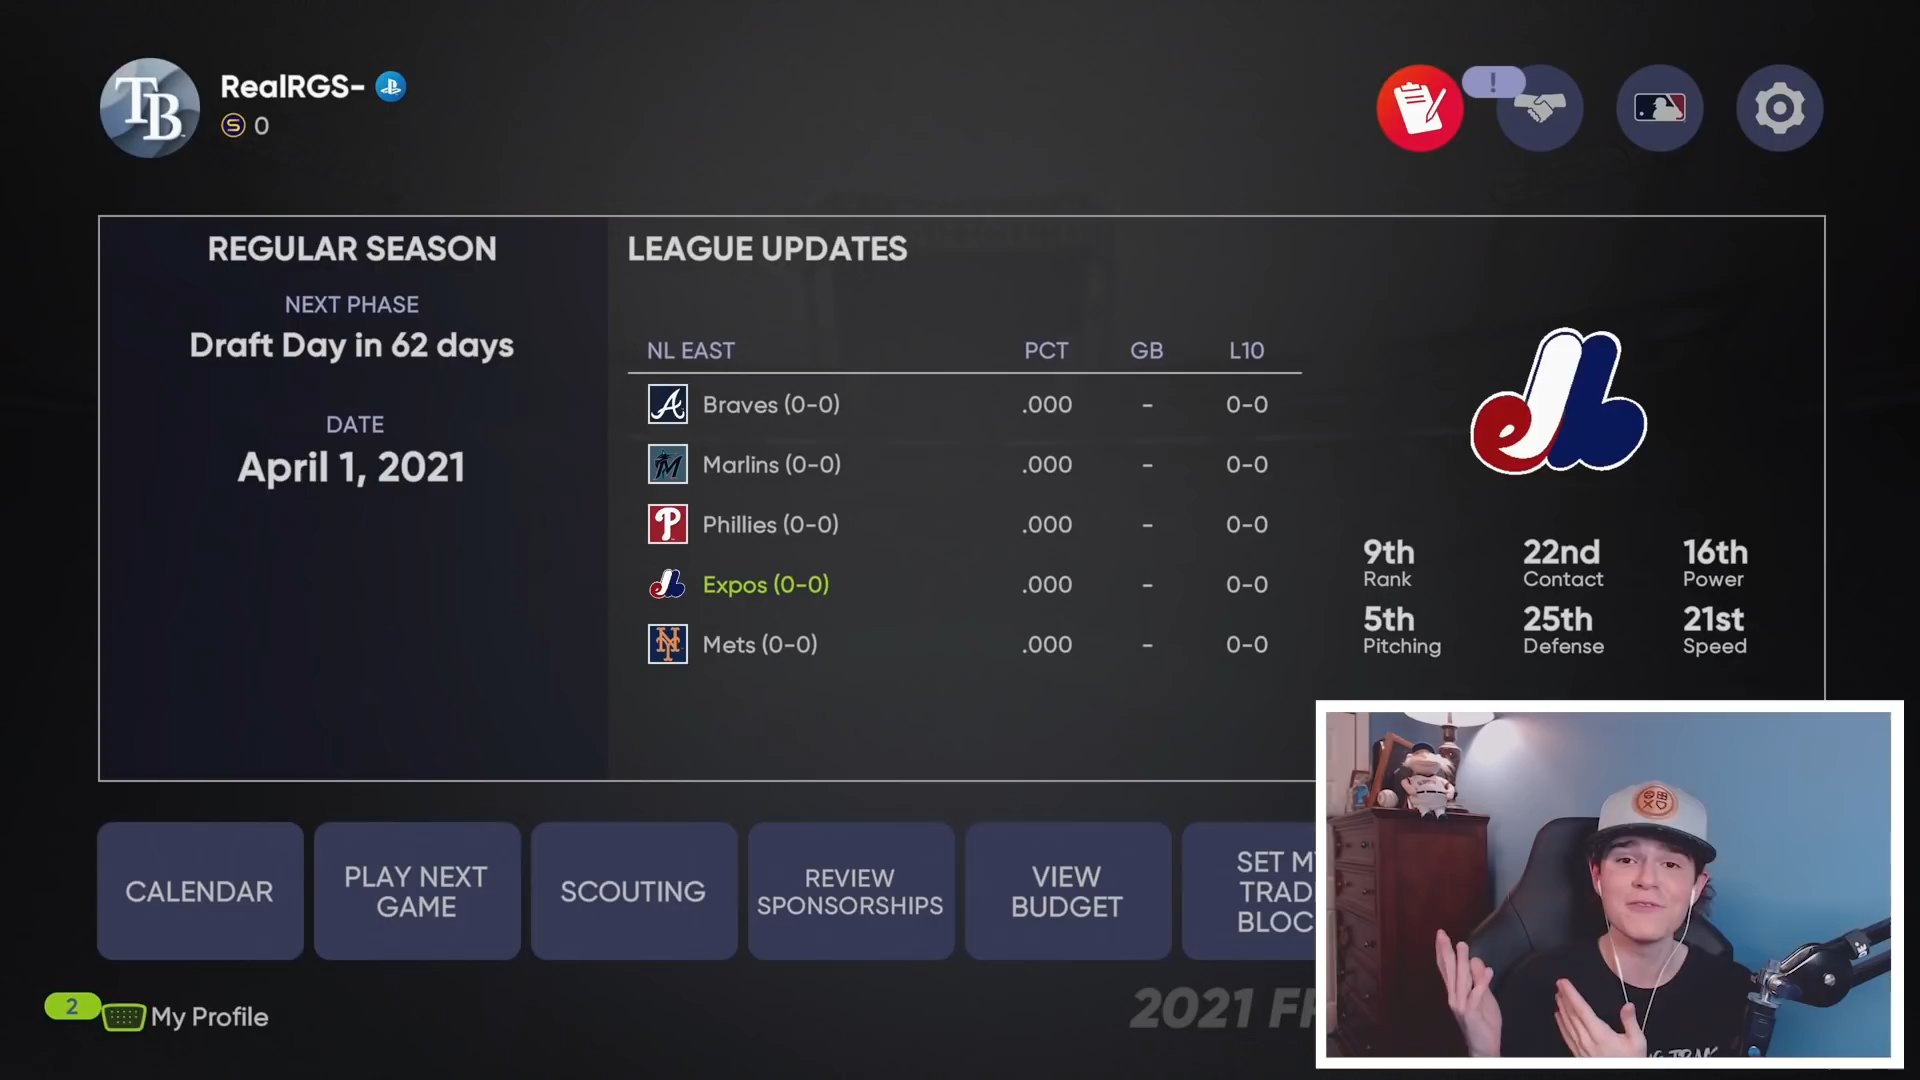 TB
RealRGS-
S 0
!
REGULAR SEASON
NEXT PHASE
Draft Day in 62 days
DATE
April 1, 2021
LEAGUE UPDATES
NL EAST PCT GB L10
Braves (0-0) .000 - 0-0
Marlins (0-0) .000 - 0-0
Phillies (0-0) .000 - 0-0
Expos (0-0) .000 - 0-0
Mets (0-0) .000 - 0-0
9th 22nd 16th
Rank Contact Power
5th 25th 21st
Pitching Defense Speed
CALENDAR
PLAY NEXT
GAME
SCOUTING
REVIEW
SPONSORSHIPS
VIEW
BUDGET
SET M
TRAD
BLOC
2 My Profile
2021 F